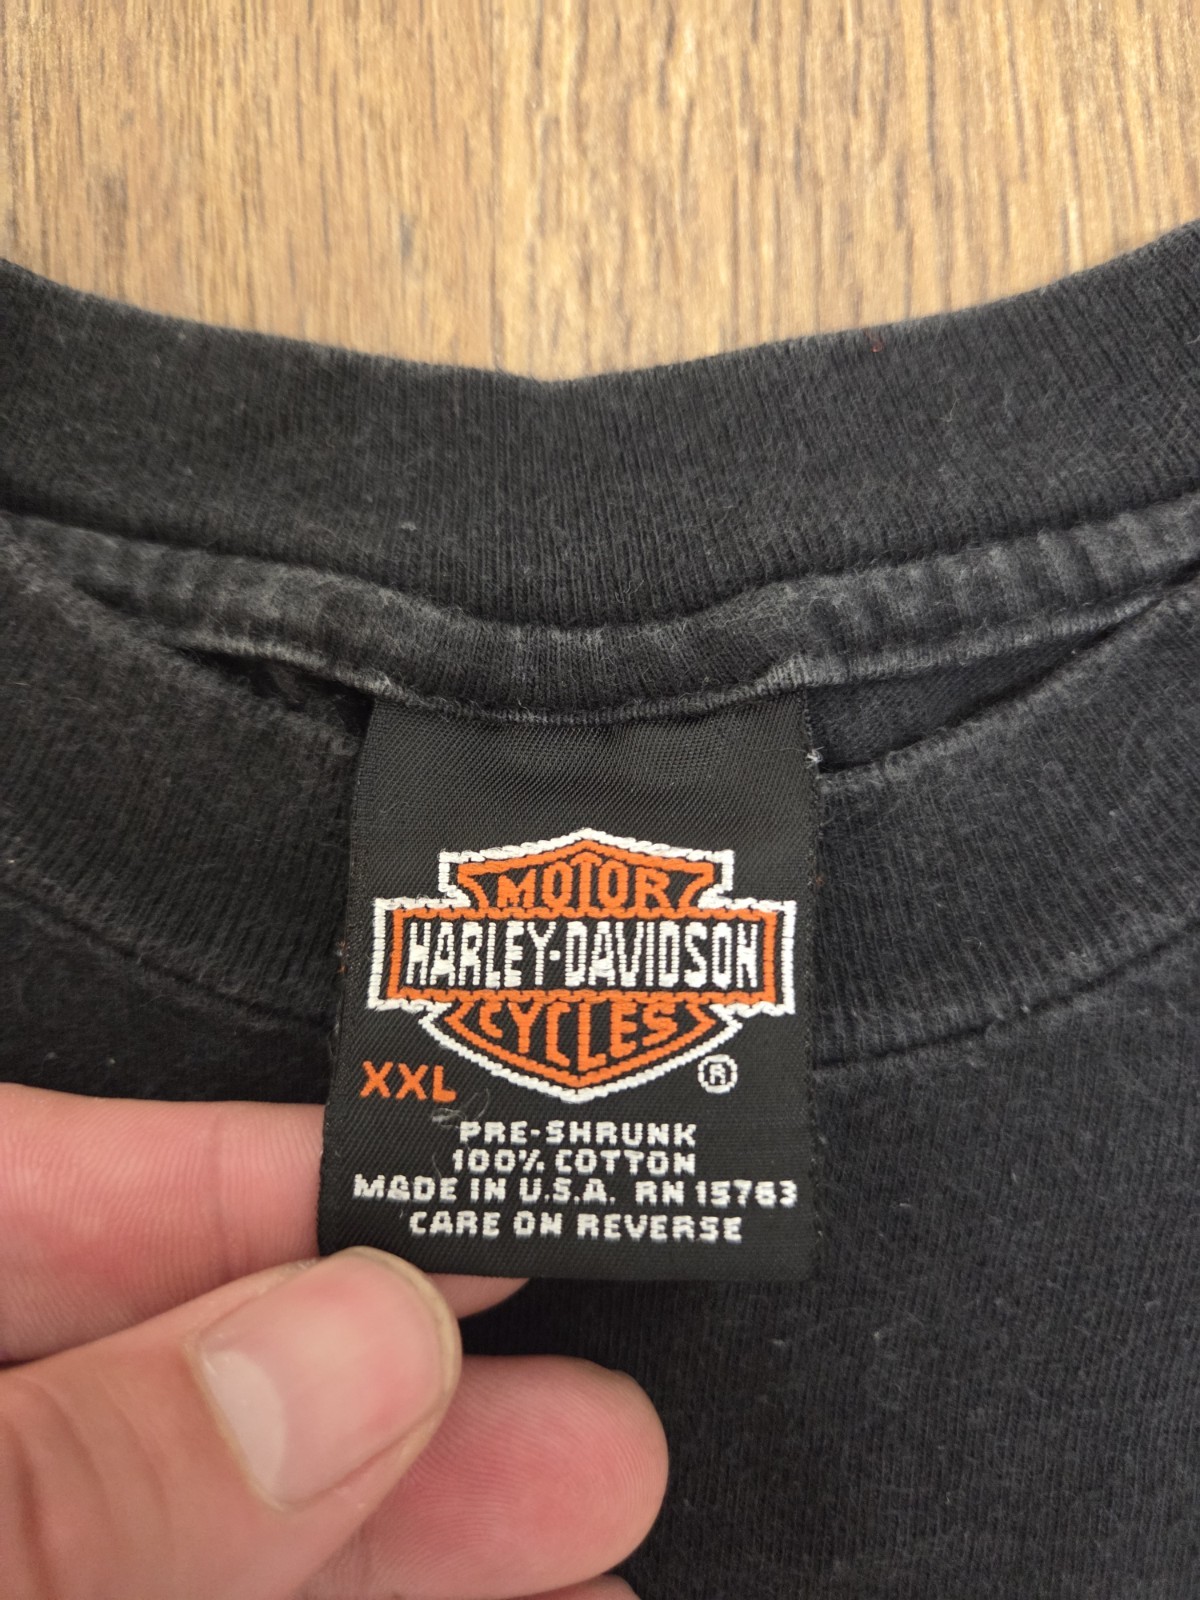 MOTOR
HARLEY-DAVIDSON
CYCLES
XXL ®
PRE-SHRUNK
100% COTTON
MADE IN U.S.A. RN 15763
CARE ON REVERSE